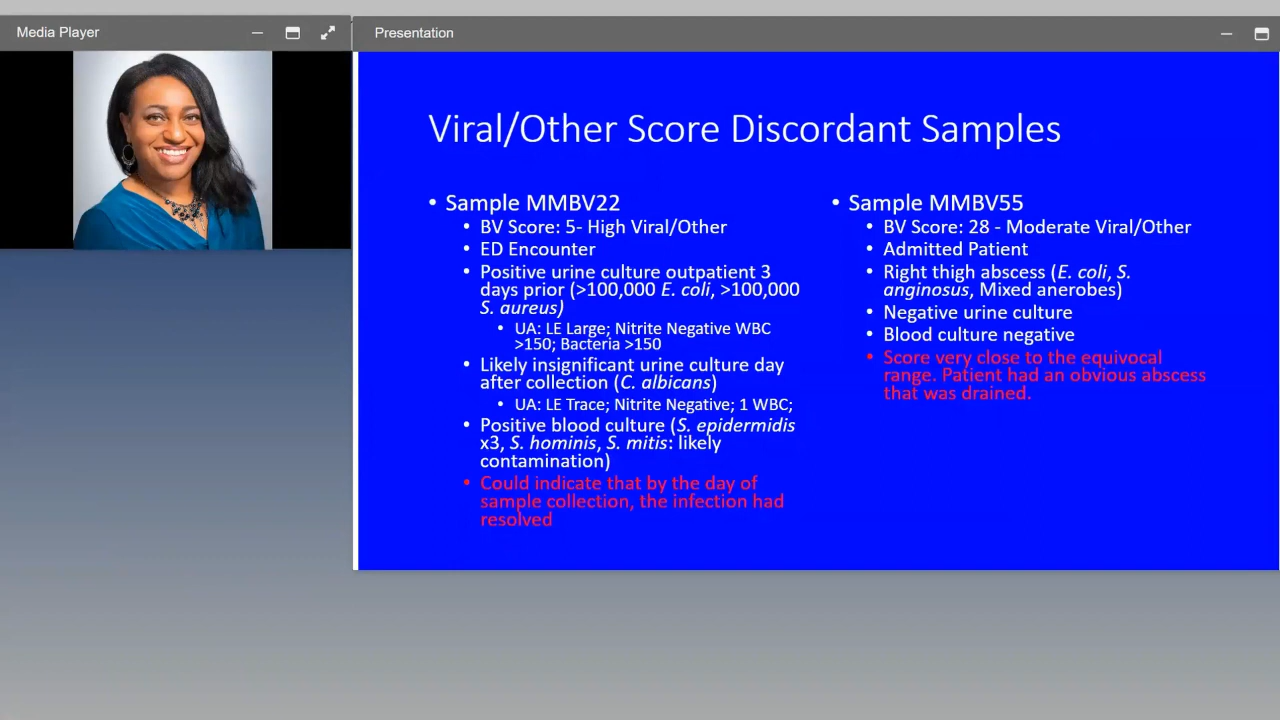 Media Player
Presentation
Viral/Other Score Discordant Samples
• Sample MMBV22
• BV Score: 5- High Viral/Other
• ED Encounter
• Positive urine culture outpatient 3
days prior (>100,000 E. coli, >100,000
S. aureus)
• UA: LE Large; Nitrite Negative WBC
>150; Bacteria >150
• Likely insignificant urine culture day
after collection (C. albicans)
• UA: LE Trace; Nitrite Negative; 1 WBC;
• Positive blood culture (S. epidermidis
x3, S. hominis, S. mitis: likely
contamination)
• Could indicate that by the day of
sample collection, the infection had
resolved
• Sample MMBV55
• BV Score: 28 - Moderate Viral/Other
• Admitted Patient
• Right thigh abscess (E. coli, S.
anginosus, Mixed anerobes)
• Negative urine culture
• Blood culture negative
• Score very close to the equivocal
range. Patient had an obvious abscess
that was drained.